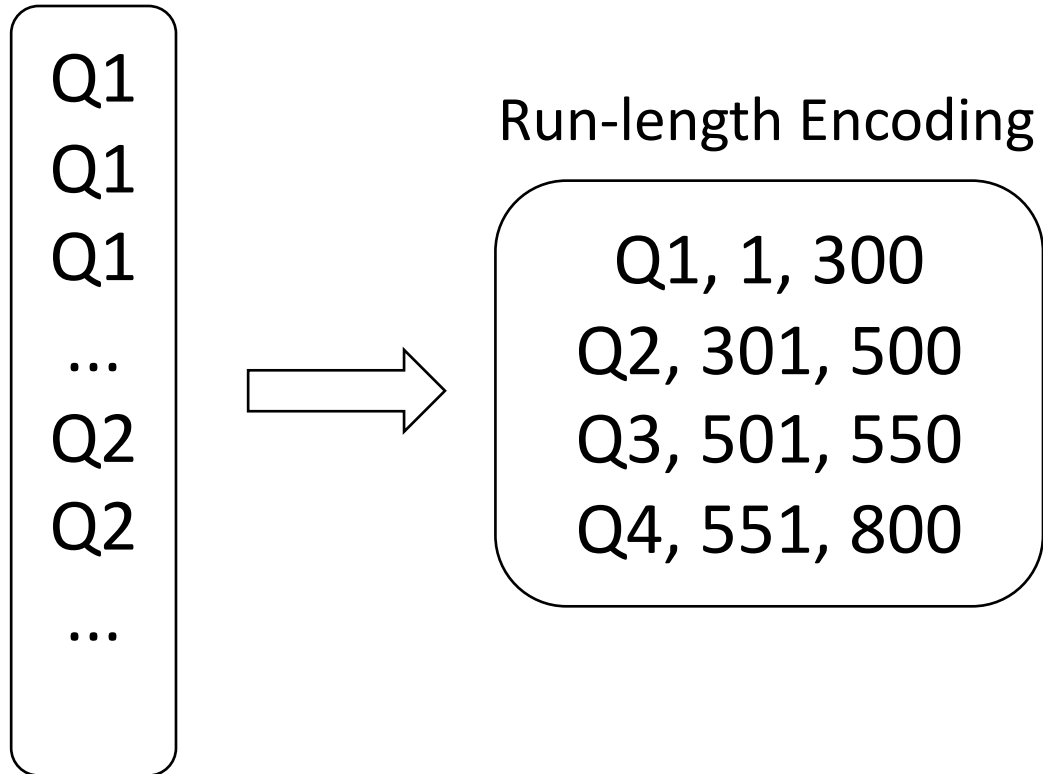 Q1
Q1
Q1
...
Q2
Q2
...
Run-length Encoding
Q1, 1, 300
Q2, 301, 500
Q3, 501, 550
Q4, 551, 800